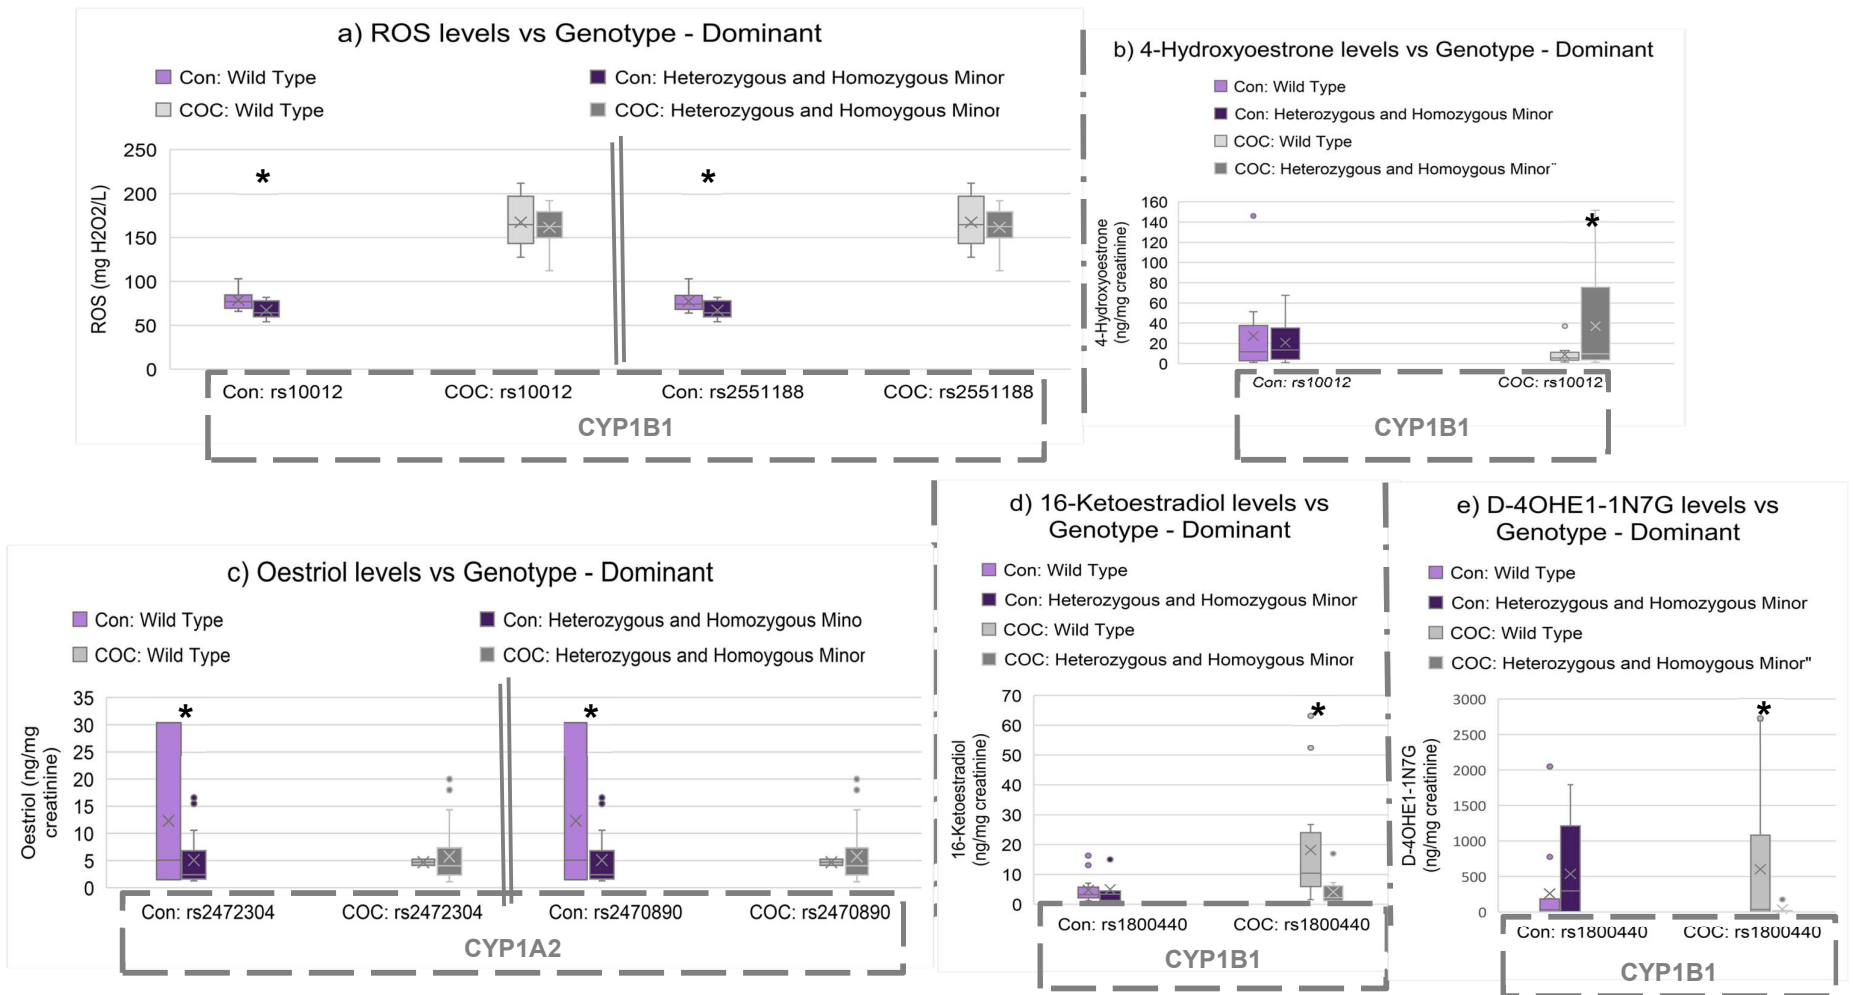 a) ROS levels vs Genotype - Dominant
Con: Wild Type
Con: Heterozygous and Homozygous Minor
COC: Wild Type
COC: Heterozygous and Homoygous Minor
250
200
150
100
50
0
ROS (mg H2O2/L)
*
*
Con: rs10012
COC: rs10012
Con: rs2551188
COC: rs2551188
CYP1B1
b) 4-Hydroxyoestrone levels vs Genotype - Dominant
Con: Wild Type
Con: Heterozygous and Homozygous Minor
COC: Wild Type
COC: Heterozygous and Homoygous Minor¨
160
140
120
100
80
60
40
20
0
4-Hydroxyoestrone
(ng/mg creatinine)
*
Con: rs10012
COC: rs10012
CYP1B1
c) Oestriol levels vs Genotype - Dominant
Con: Wild Type
Con: Heterozygous and Homozygous Mino
COC: Wild Type
COC: Heterozygous and Homoygous Minor
35
30
25
20
15
10
5
0
Oestriol (ng/mg
creatinine)
*
*
Con: rs2472304
COC: rs2472304
Con: rs2470890
COC: rs2470890
CYP1A2
d) 16-Ketoestradiol levels vs
Genotype - Dominant
Con: Wild Type
Con: Heterozygous and Homozygous Minor
COC: Wild Type
COC: Heterozygous and Homoygous Minor
70
60
50
40
30
20
10
0
16-Ketoestradiol
(ng/mg creatinine)
*
Con: rs1800440
COC: rs1800440
CYP1B1
e) D-4OHE1-1N7G levels vs
Genotype - Dominant
Con: Wild Type
Con: Heterozygous and Homozygous Minor
COC: Wild Type
COC: Heterozygous and Homoygous Minor"
3000
2500
2000
1500
1000
500
0
D-4OHE1-1N7G
(ng/mg creatinine)
*
Con: rs1800440
COC: rs1800440
CYP1B1